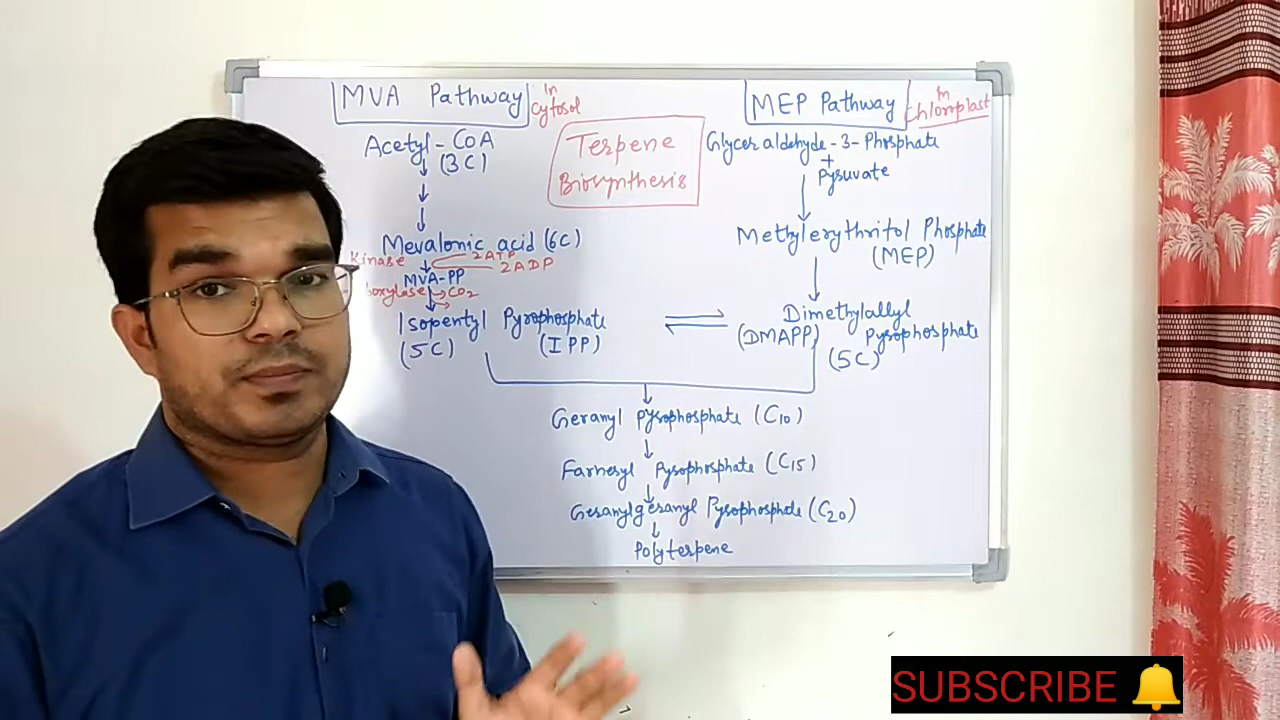 MVA Pathway in Cytosol
Acetyl-CoA
(3C)
Mevalonic acid (6C)
Kinase 2ATP
2ADP
MVA-PP
boxylase CO2
Isopentyl Pyrophosphate
(5C) (IPP)
Terpene
Biosynthesis
MEP Pathway in Chloroplast
Glyceraldehyde-3-Phosphate
+
Pyruvate
Methylerythritol Phosphate
(MEP)
Dimethylallyl
Pyrophosphate
(DMAPP)
(5C)
Geranyl Pyrophosphate (C10)
Farnesyl Pyrophosphate (C15)
Geranylgeranyl Pyrophosphate (C20)
Polyterpene
SUBSCRIBE